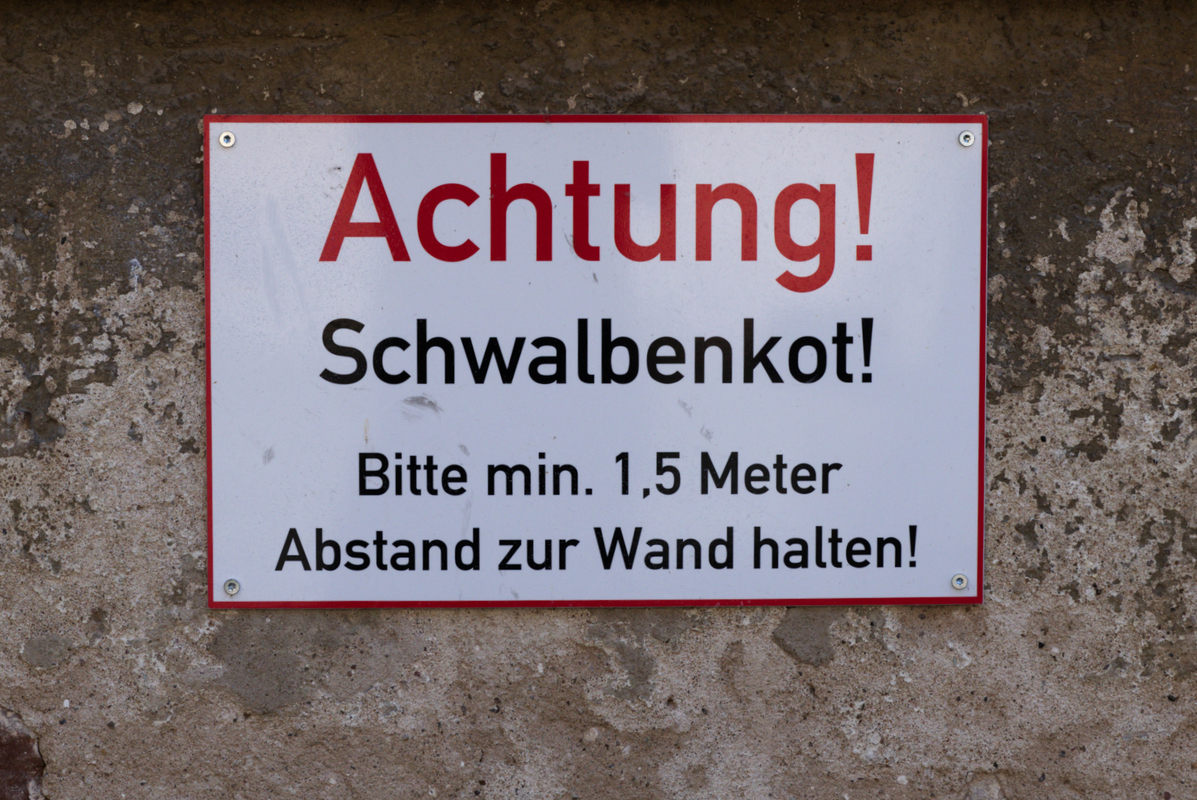 Achtung!
Schwalbenkot!
Bitte min. 1,5 Meter
Abstand zur Wand halten!